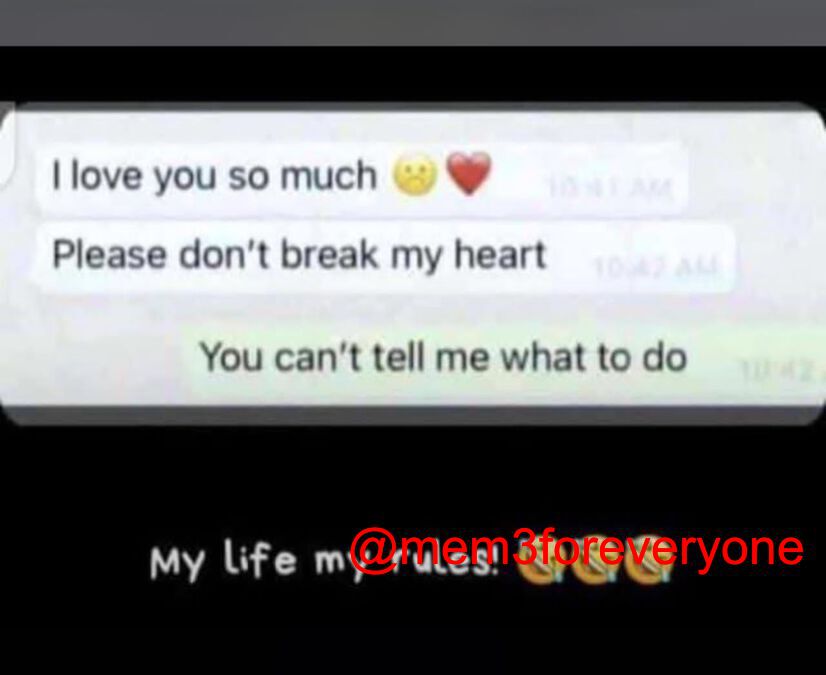 I love you so much 🙁❤️ 10:41 AM
Please don't break my heart 10:42 AM
You can't tell me what to do 10:42
My life my rules! 🤣🤣🤣
@mem3foreveryone